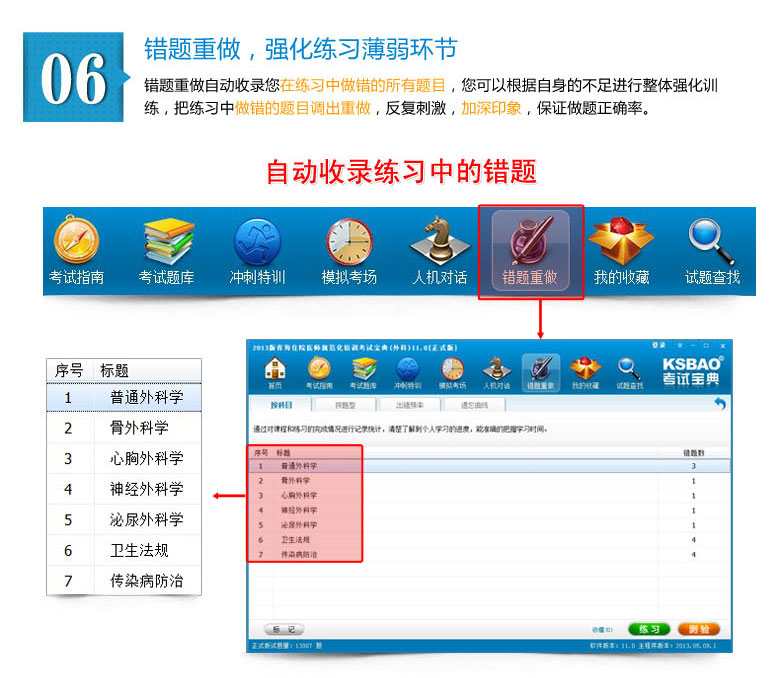 06
错题重做，强化练习薄弱环节
错题重做自动收录您在练习中做错的所有题目，您可以根据自身的不足进行整体强化训
练，把练习中做错的题目调出重做，反复刺激，加深印象，保证做题正确率。
自动收录练习中的错题
考试指南 考试题库 冲刺特训 模拟考场 人机对话 错题重做 我的收藏 试题查找
序号 标题
1 普通外科学
2 骨外科学
3 心胸外科学
4 神经外科学
5 泌尿外科学
6 卫生法规
7 传染病防治
2013版青海住院医师规范化培训考试宝典(外科)11.0[正式版] 登录
首页 考试指南 考试题库 冲刺特训 模拟考场 人机对话 错题重做 我的收藏 试题查找
KSBAO®
考试宝典
按科目 按题型 出错频率 遗忘曲线
通过对课程和练习的完成情况进行记录统计，清楚了解到个人学习的进度，能准确的把握学习时间。
序号 标题 错题数
1 普通外科学 3
2 骨外科学 1
3 心胸外科学 1
4 神经外科学 1
5 泌尿外科学 1
6 卫生法规 4
7 传染病防治 4
标 记 收藏(0) 练 习 测 验
正式版试题量：13007 题 软件版本：11.0 主程序版本：2013.05.09.1